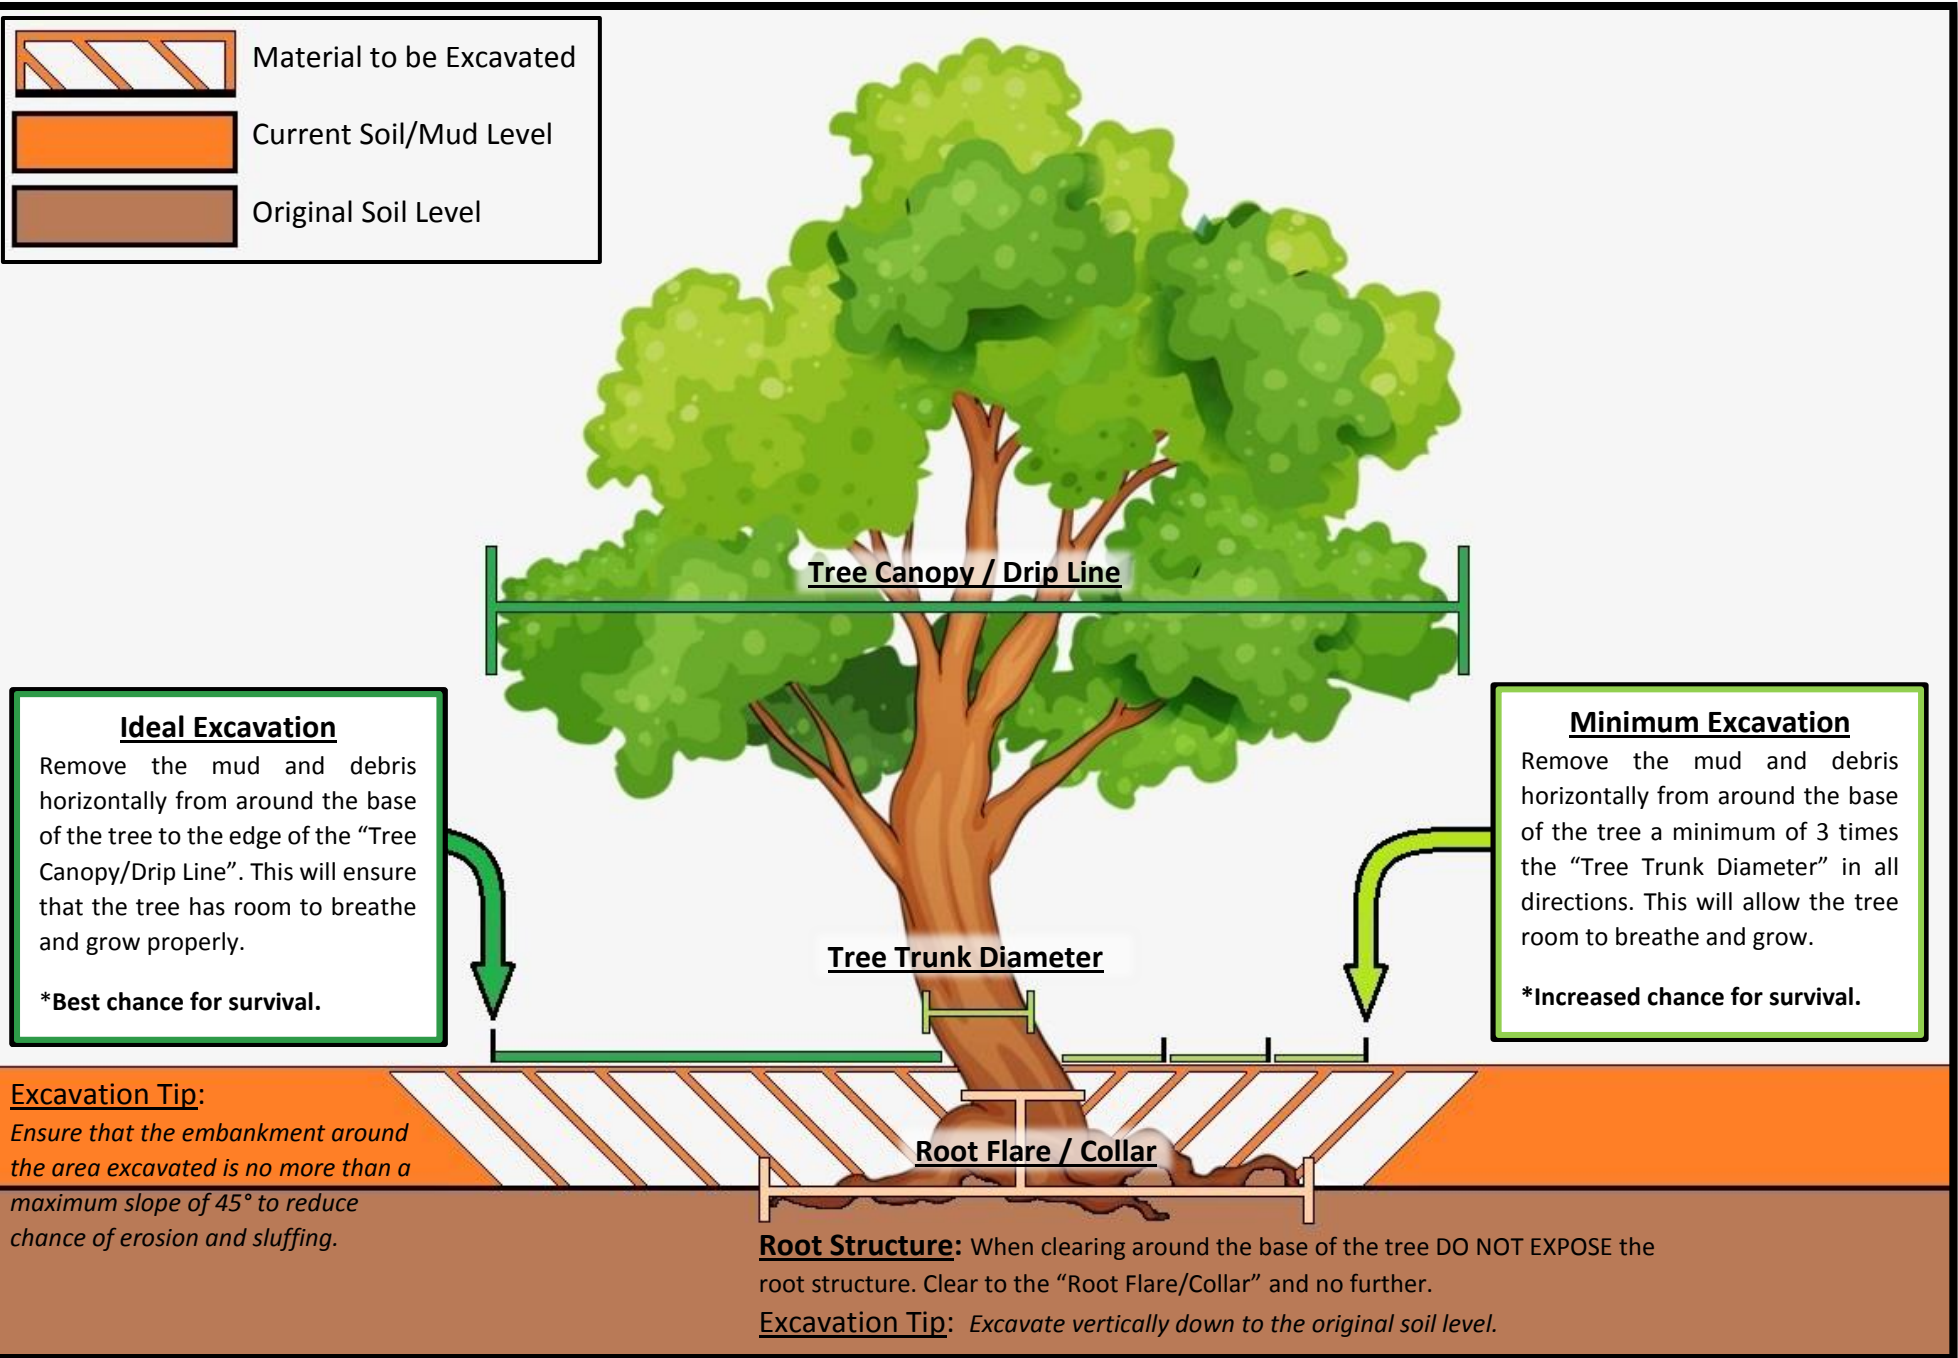 Material to be Excavated
Current Soil/Mud Level
Original Soil Level
Tree Canopy / Drip Line
Ideal Excavation
Remove the mud and debris
horizontally from around the base
of the tree to the edge of the “Tree
Canopy/Drip Line”. This will ensure
that the tree has room to breathe
and grow properly.
*Best chance for survival.
Minimum Excavation
Remove the mud and debris
horizontally from around the base
of the tree a minimum of 3 times
the “Tree Trunk Diameter” in all
directions. This will allow the tree
room to breathe and grow.
*Increased chance for survival.
Tree Trunk Diameter
Excavation Tip:
Ensure that the embankment around
the area excavated is no more than a
maximum slope of 45° to reduce
chance of erosion and sluffing.
Root Flare / Collar
Root Structure: When clearing around the base of the tree DO NOT EXPOSE the
root structure. Clear to the “Root Flare/Collar” and no further.
Excavation Tip: Excavate vertically down to the original soil level.